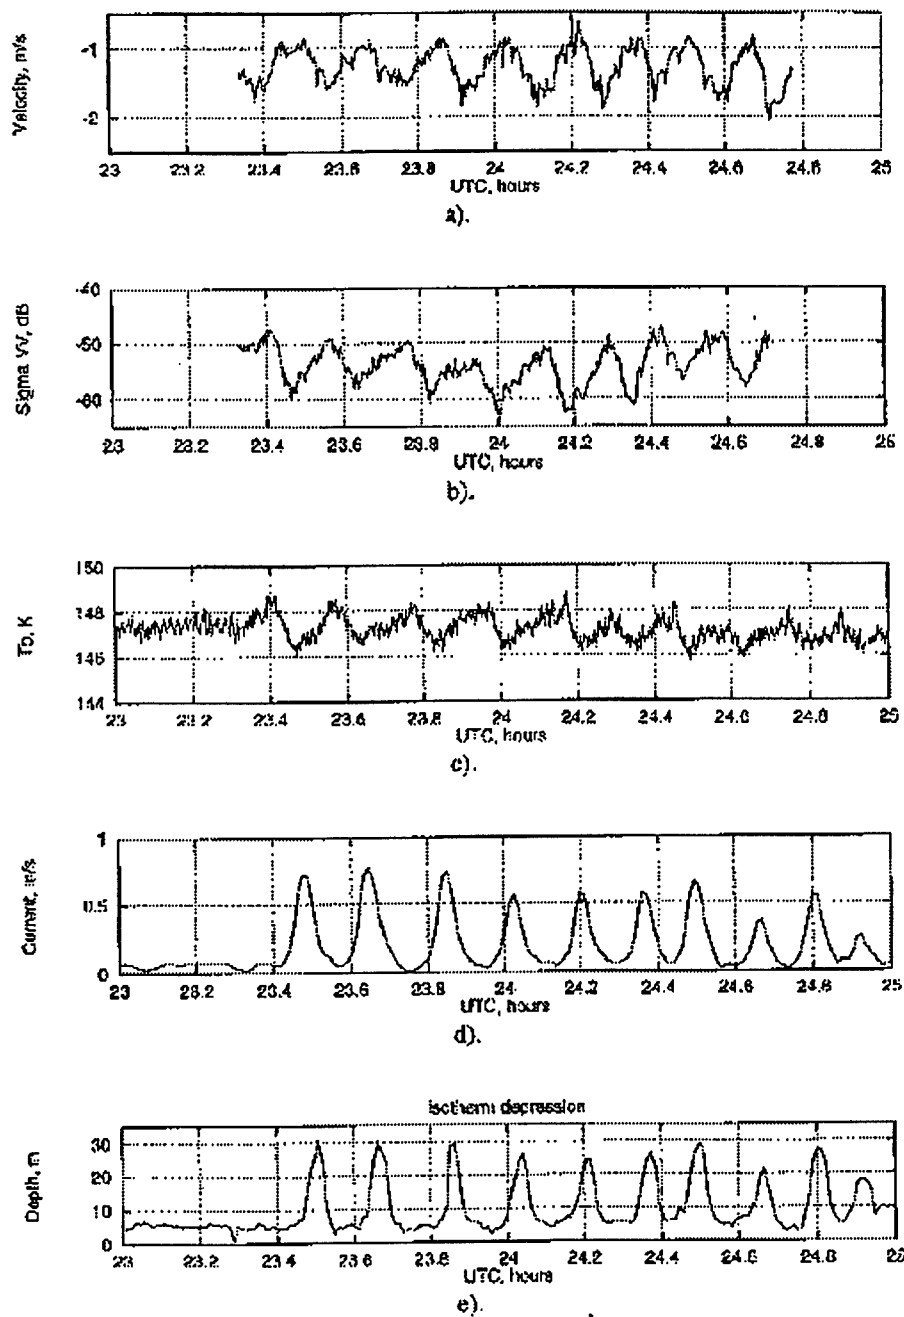 Velocity, m/s
-1
-2
23 23.2 23.4 23.6 23.8 24 24.2 24.4 24.6 24.8 25
UTC, hours
a).
Sigma VV, dB
-40
-50
-60
23 23.2 23.4 23.6 23.8 24 24.2 24.4 24.6 24.8 25
UTC, hours
b).
Tb, K
150
148
146
144
23 23.2 23.4 23.6 23.8 24 24.2 24.4 24.6 24.8 25
UTC, hours
c).
Current, m/s
1
0.5
0
23 23.2 23.4 23.6 23.8 24 24.2 24.4 24.6 24.8 25
UTC, hours
d).
Isotherm depression
Depth, m
30
20
10
0
23 23.2 23.4 23.6 23.8 24 24.2 24.4 24.6 24.8 25
UTC, hours
e).